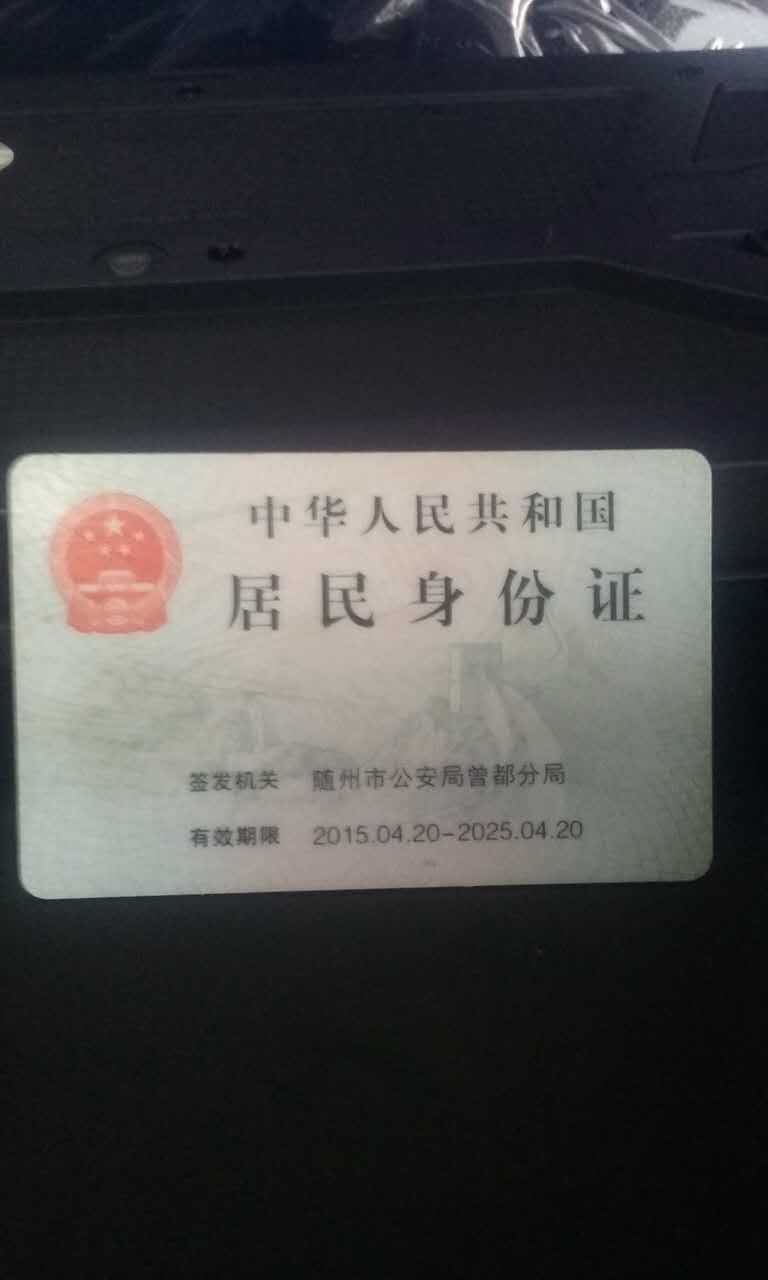 中华人民共和国
居民身份证
签发机关 随州市公安局曾都分局
有效期限 2015.04.20-2025.04.20